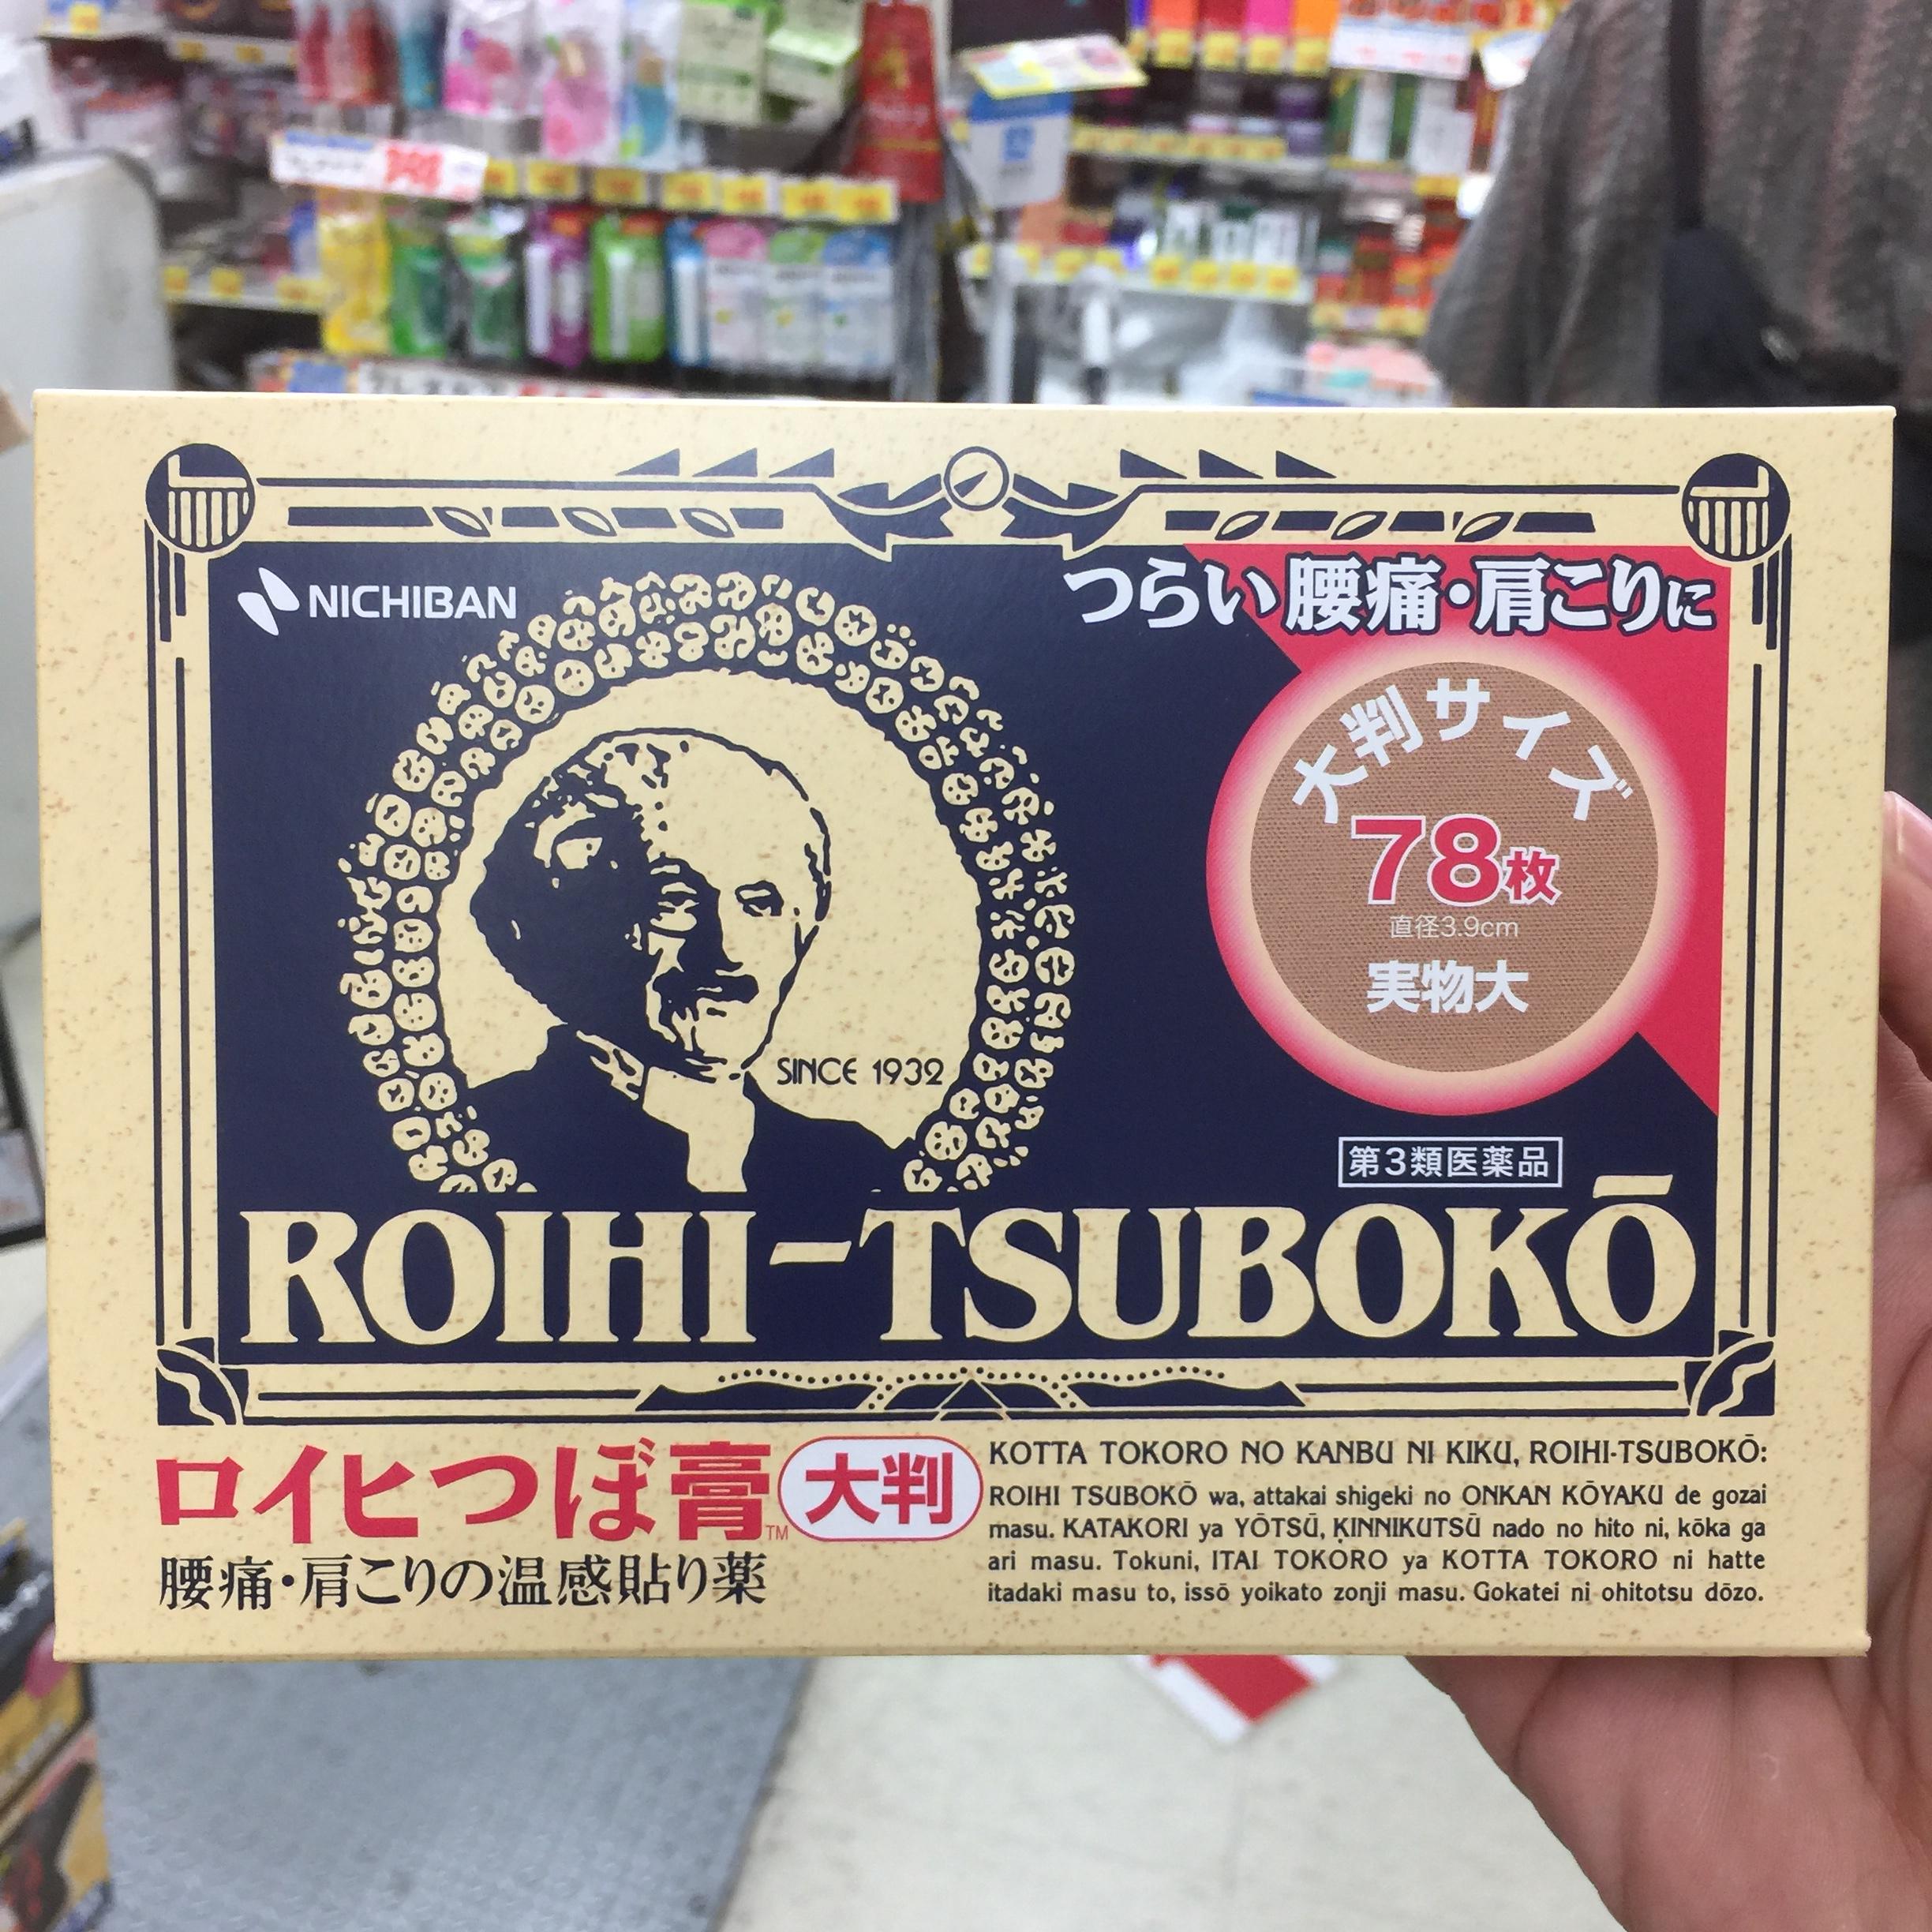 NICHIBAN
つらい腰痛・肩こりに
大判サイズ
78枚
直径3.9cm
実物大
SINCE 1932
第3類医薬品
ROIHI-TSUBOKŌ
ロイヒつぼ膏™ 大判
腰痛・肩こりの温感貼り薬
KOTTA TOKORO NO KANBU NI KIKU, ROIHI-TSUBOKŌ:
ROIHI TSUBOKŌ wa, attakai shigeki no ONKAN KŌYAKU de gozai
masu. KATAKORI ya YŌTSŪ, KINNIKUTSŪ nado no hito ni, kōka ga
ari masu. Tokuni, ITAI TOKORO ya KOTTA TOKORO ni hatte
itadaki masu to, issō yoikato zonji masu. Gokatei ni ohitotsu dōzo.